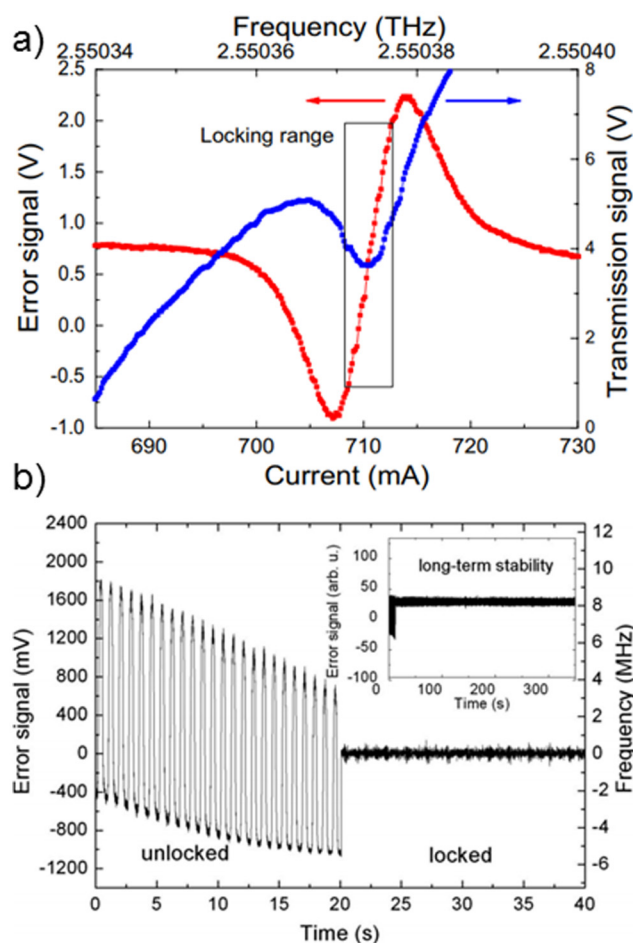 a)
Frequency (THz)
2.55034 2.55036 2.55038 2.55040
2.5 8
2.0
Locking range
1.5 6
1.0
0.5 4
0.0
2
-0.5
-1.0 0
Error signal (V)
Transmission signal (V)
690 700 710 720 730
Current (mA)
b)
2400 12
2000 10
1600 8
1200 6
800 4
400 2
0 0
-400 -2
-800 -4
-1200 -6
Error signal (mV)
Frequency (MHz)
long-term stability
100
50
0
-50
-100
Error signal (arb. u.)
0 100 200 300
Time (s)
unlocked locked
0 5 10 15 20 25 30 35 40
Time (s)